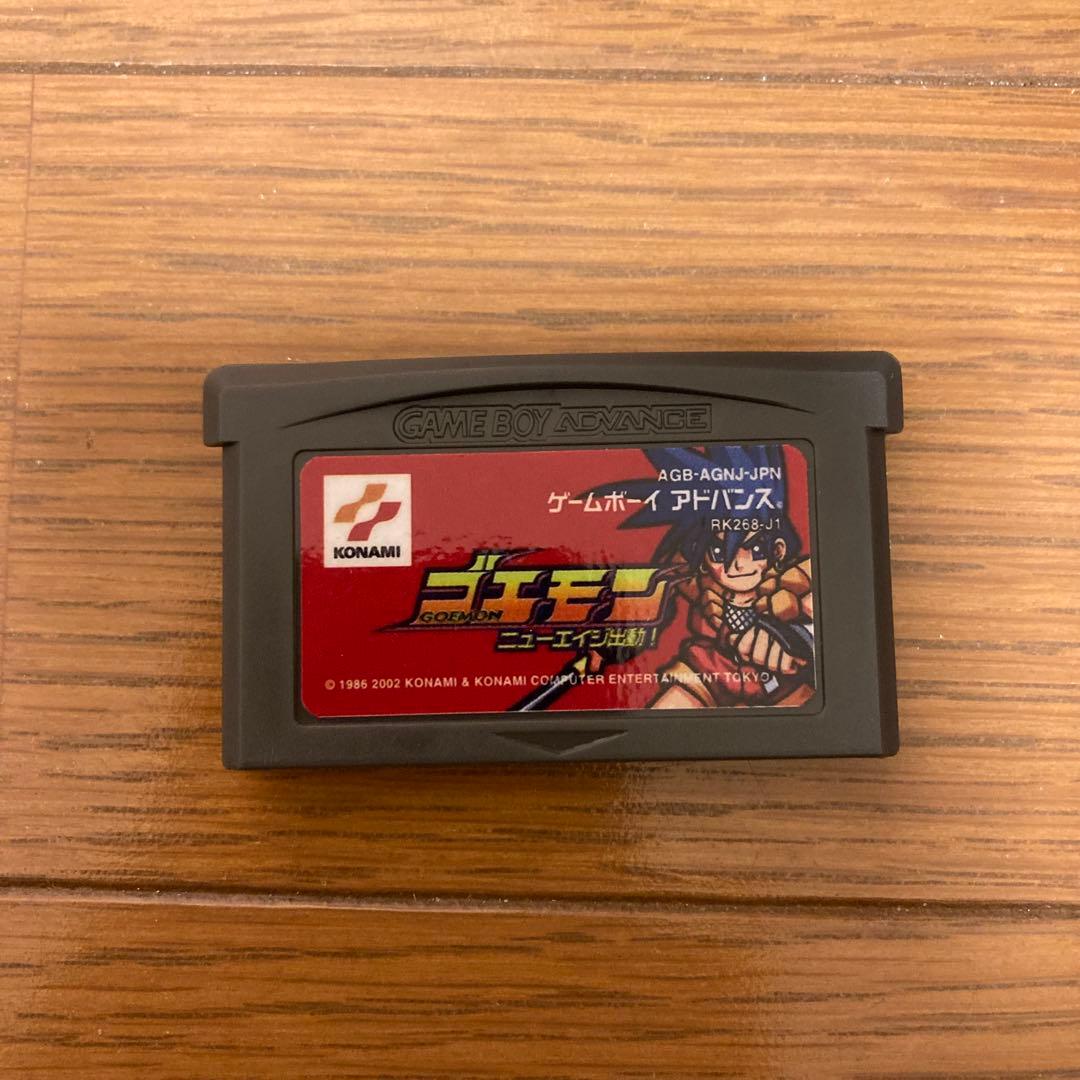 GAME BOY ADVANCE
AGB-AGNJ-JPN
ゲームボーイ アドバンス
RK268-J1
KONAMI
ゴエモン
GOEMON
ニューエイジ出動!
© 1986 2002 KONAMI & KONAMI COMPUTER ENTERTAINMENT TOKYO